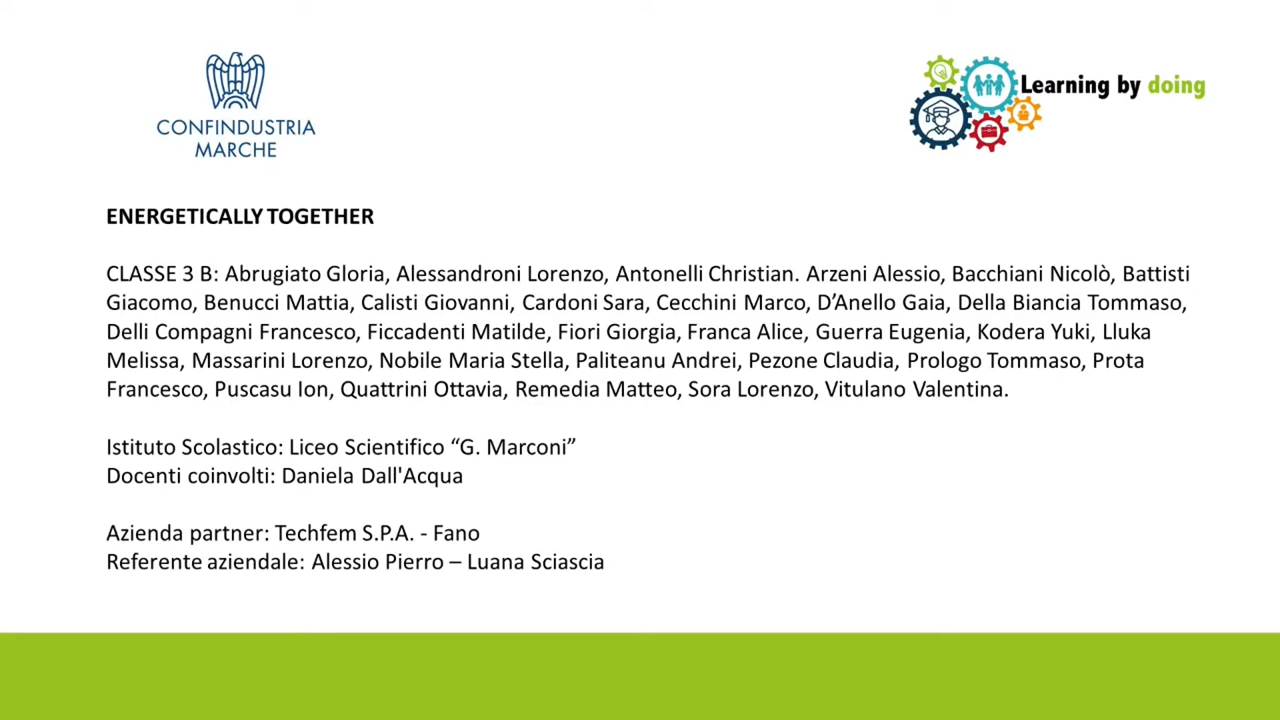 CONFINDUSTRIA
MARCHE
Learning by doing
ENERGETICALLY TOGETHER
CLASSE 3 B: Abrugiato Gloria, Alessandroni Lorenzo, Antonelli Christian. Arzeni Alessio, Bacchiani Nicolò, Battisti
Giacomo, Benucci Mattia, Calisti Giovanni, Cardoni Sara, Cecchini Marco, D’Anello Gaia, Della Biancia Tommaso,
Delli Compagni Francesco, Ficcadenti Matilde, Fiori Giorgia, Franca Alice, Guerra Eugenia, Kodera Yuki, Lluka
Melissa, Massarini Lorenzo, Nobile Maria Stella, Paliteanu Andrei, Pezone Claudia, Prologo Tommaso, Prota
Francesco, Puscasu Ion, Quattrini Ottavia, Remedia Matteo, Sora Lorenzo, Vitulano Valentina.
Istituto Scolastico: Liceo Scientifico “G. Marconi”
Docenti coinvolti: Daniela Dall'Acqua
Azienda partner: Techfem S.P.A. - Fano
Referente aziendale: Alessio Pierro – Luana Sciascia